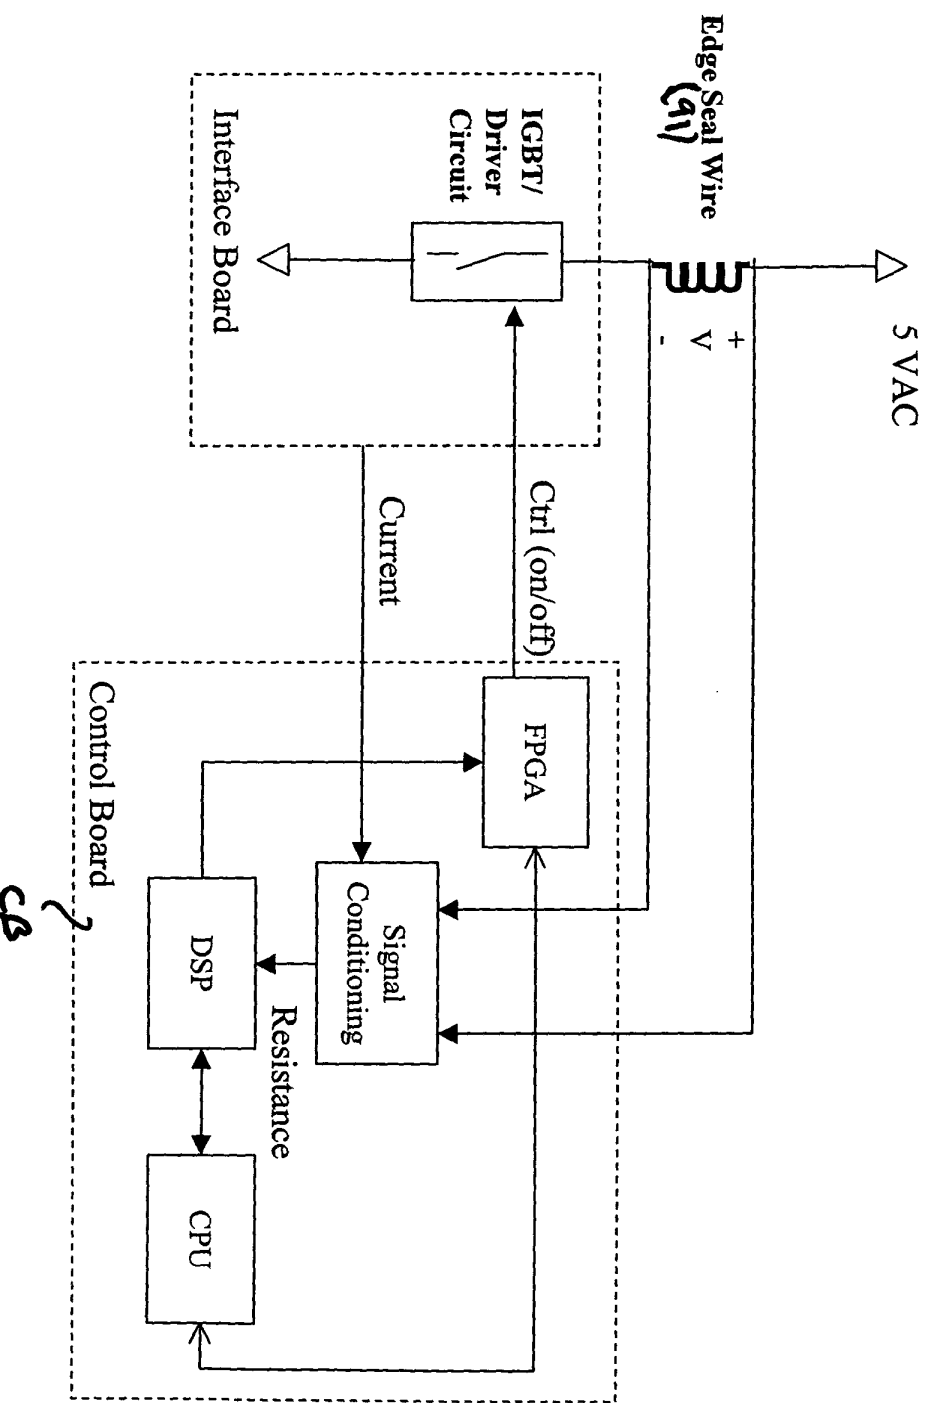 5 VAC
Edge Seal Wire
(91)
+
V
-
IGBT/
Driver
Circuit
Interface Board
Ctrl (on/off)
Current
FPGA
Signal
Conditioning
Resistance
DSP
CPU
Control Board
CB